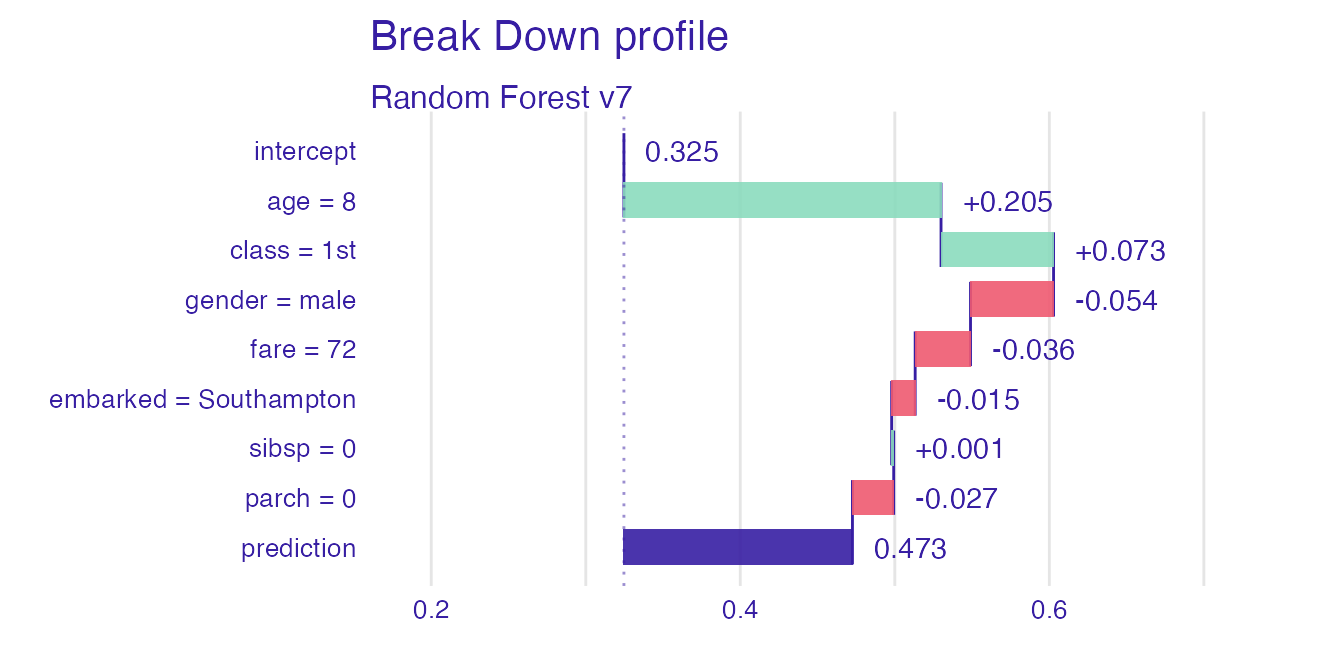 Break Down profile
Random Forest v7
intercept 0.325
age = 8 +0.205
class = 1st +0.073
gender = male -0.054
fare = 72 -0.036
embarked = Southampton -0.015
sibsp = 0 +0.001
parch = 0 -0.027
prediction 0.473
0.2 0.4 0.6